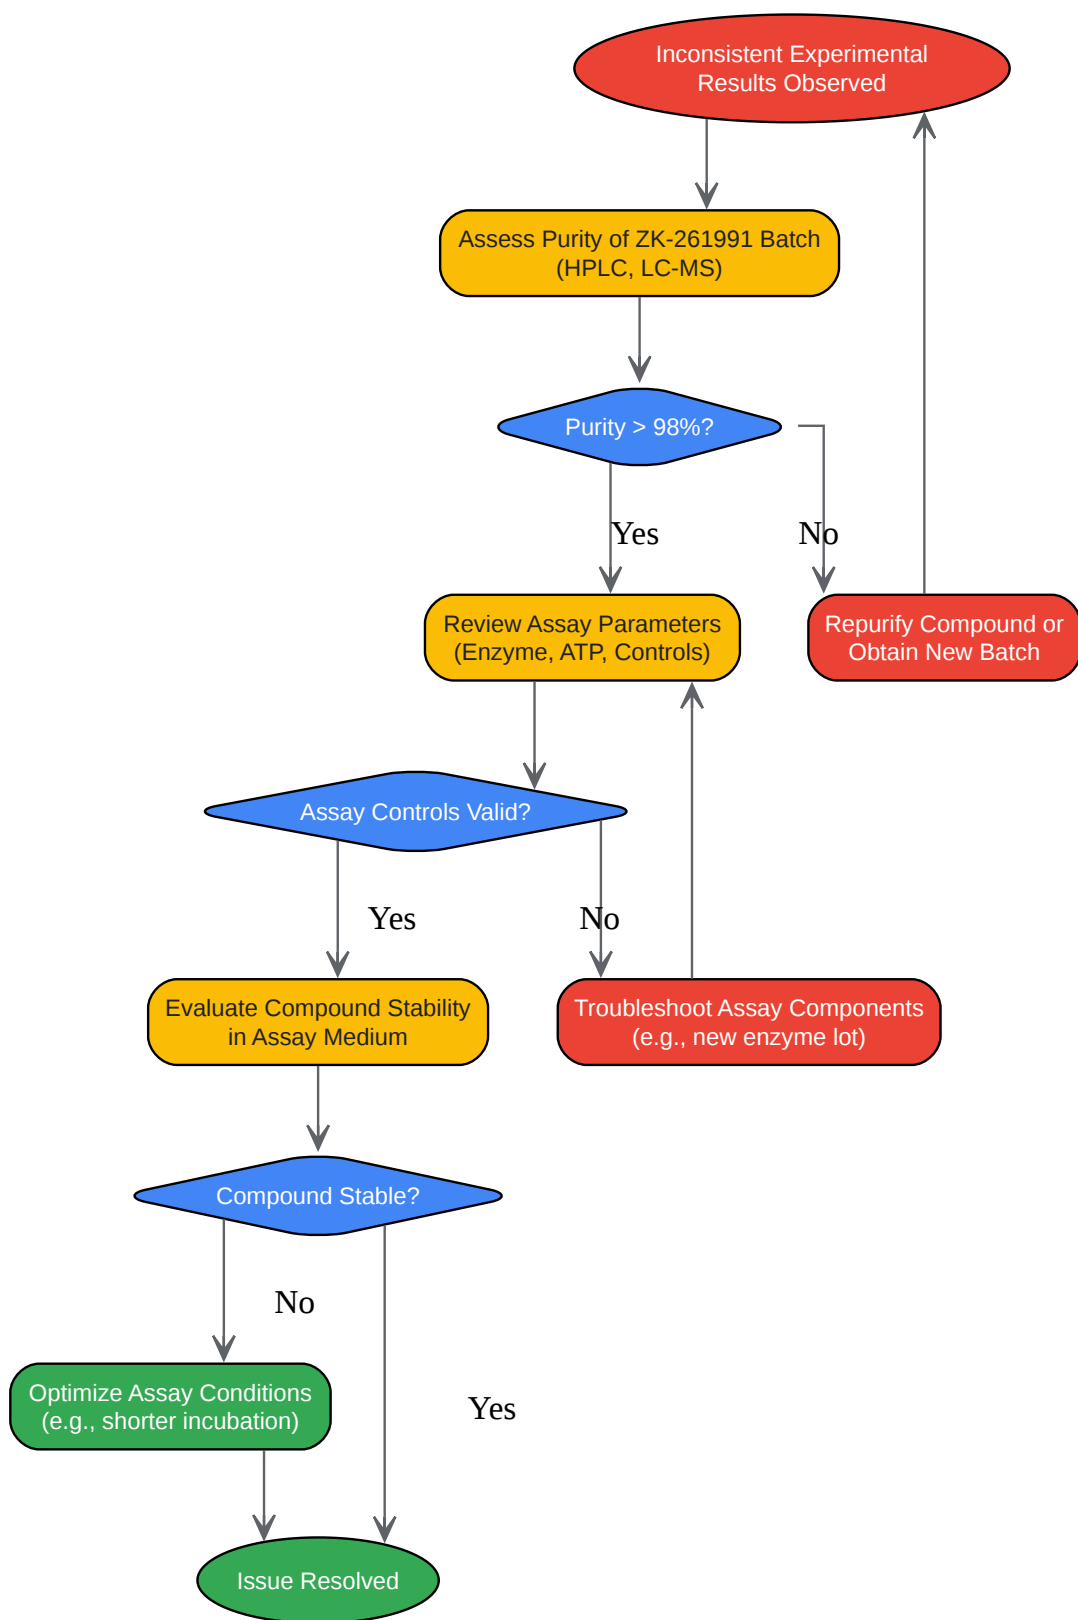 Inconsistent Experimental
Results Observed
Assess Purity of ZK-261991 Batch
(HPLC, LC-MS)
Purity > 98%?
Yes
No
Review Assay Parameters
(Enzyme, ATP, Controls)
Repurify Compound or
Obtain New Batch
Assay Controls Valid?
Yes
No
Evaluate Compound Stability
in Assay Medium
Troubleshoot Assay Components
(e.g., new enzyme lot)
Compound Stable?
No
Optimize Assay Conditions
(e.g., shorter incubation)
Yes
Issue Resolved